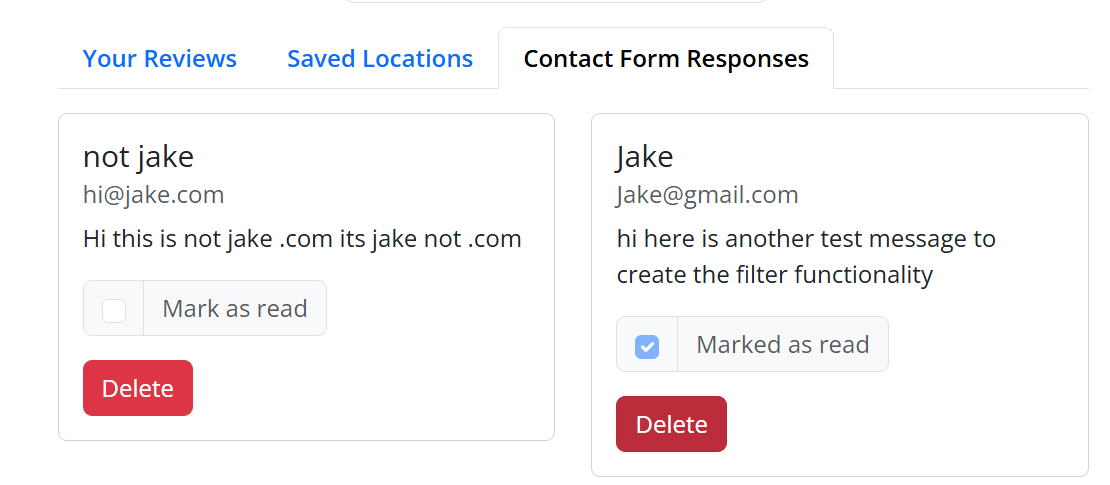 Your Reviews Saved Locations Contact Form Responses
not jake
hi@jake.com
Hi this is not jake .com its jake not .com
Mark as read
Delete
Jake
Jake@gmail.com
hi here is another test message to
create the filter functionality
Marked as read
Delete